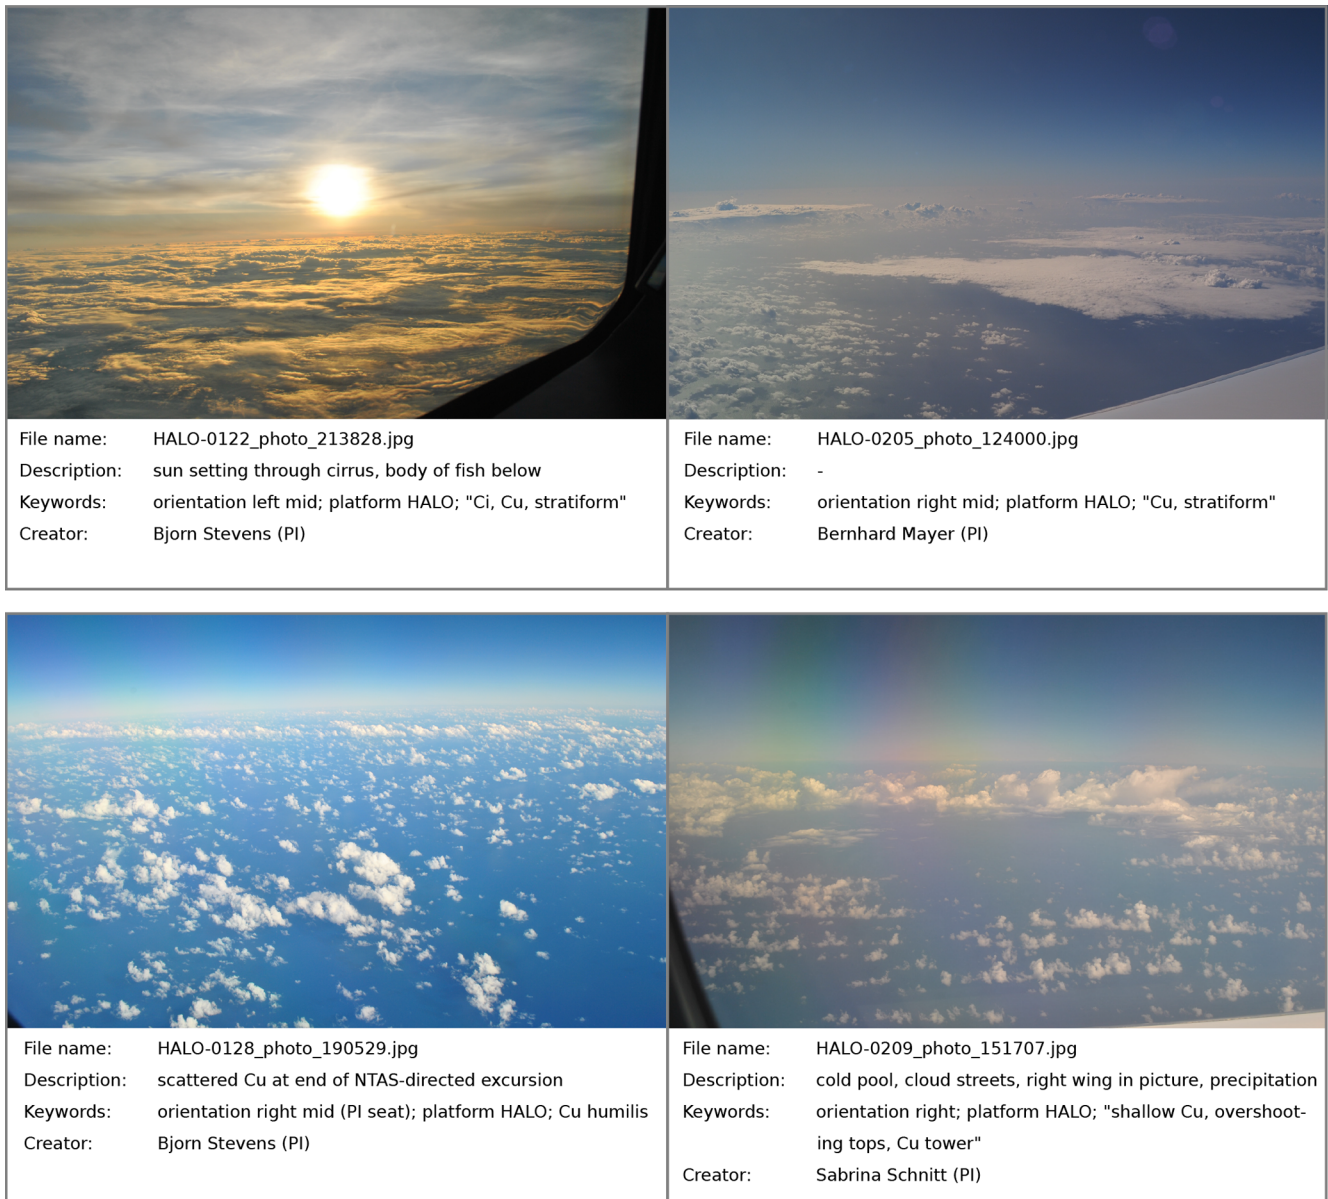 File name: HALO-0122_photo_213828.jpg
Description: sun setting through cirrus, body of fish below
Keywords: orientation left mid; platform HALO; "Ci, Cu, stratiform"
Creator: Bjorn Stevens (PI)
File name: HALO-0205_photo_124000.jpg
Description: -
Keywords: orientation right mid; platform HALO; "Cu, stratiform"
Creator: Bernhard Mayer (PI)
File name: HALO-0128_photo_190529.jpg
Description: scattered Cu at end of NTAS-directed excursion
Keywords: orientation right mid (PI seat); platform HALO; Cu humilis
Creator: Bjorn Stevens (PI)
File name: HALO-0209_photo_151707.jpg
Description: cold pool, cloud streets, right wing in picture, precipitation
Keywords: orientation right; platform HALO; "shallow Cu, overshoot-
ing tops, Cu tower"
Creator: Sabrina Schnitt (PI)